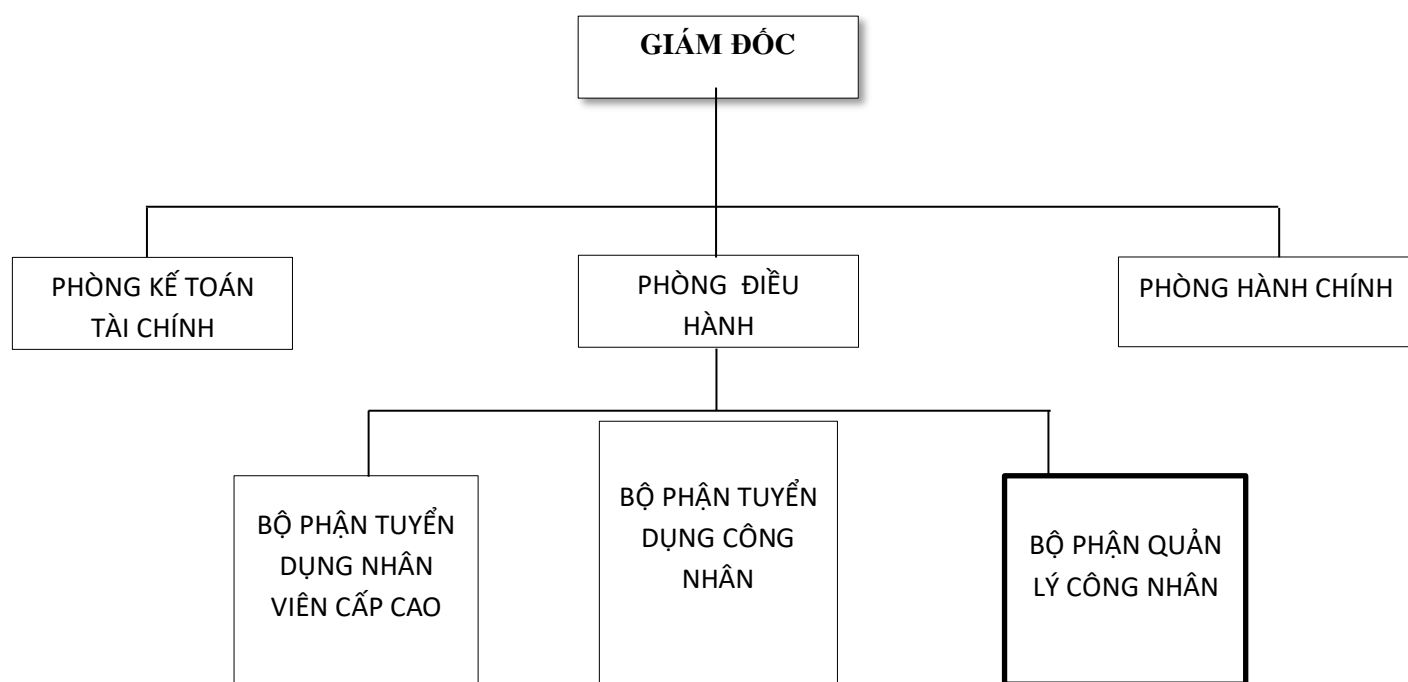 GIÁM ĐỐC
PHÒNG KẾ TOÁN
TÀI CHÍNH
PHÒNG ĐIỀU
HÀNH
PHÒNG HÀNH CHÍNH
BỘ PHẬN TUYỂN
DỤNG NHÂN
VIÊN CẤP CAO
BỘ PHẬN TUYỂN
DỤNG CÔNG
NHÂN
BỘ PHẬN QUẢN
LÝ CÔNG NHÂN